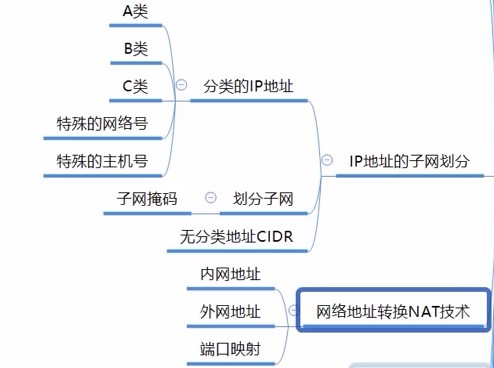 A类
B类
C类
特殊的网络号
特殊的主机号
分类的IP地址
子网掩码
划分子网
无分类地址CIDR
IP地址的子网划分
内网地址
外网地址
端口映射
网络地址转换NAT技术